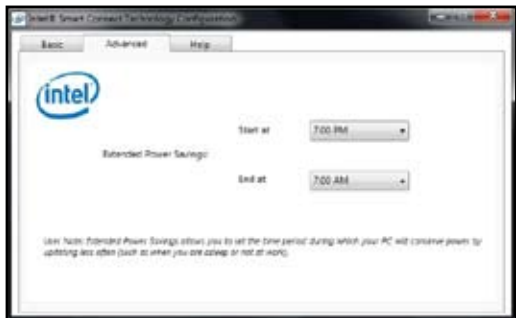 Intel® Smart Connect Technology Configuration
Basic Advanced Help
intel
Start at 7:00 PM
Extended Power Savings:
End at 7:00 AM
User Note: Extended Power Savings allows you to set the time period during which your PC will conserve power by
updating less often (such as when you are asleep or not at work).